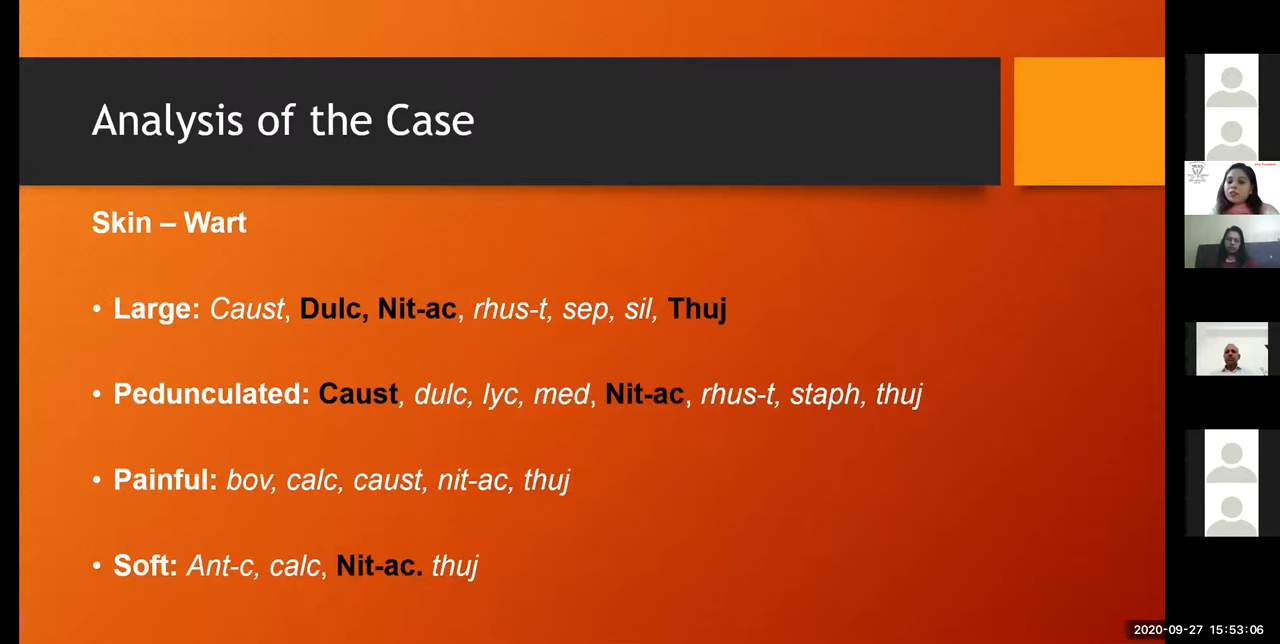 Analysis of the Case
Skin – Wart
• Large: Caust, Dulc, Nit-ac, rhus-t, sep, sil, Thuj
• Pedunculated: Caust, dulc, lyc, med, Nit-ac, rhus-t, staph, thuj
• Painful: bov, calc, caust, nit-ac, thuj
• Soft: Ant-c, calc, Nit-ac. thuj
2020-09-27 15:53:06